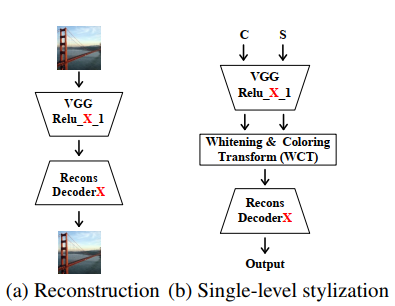 VGG
Relu_X_1
Recons
DecoderX
(a) Reconstruction
C S
VGG
Relu_X_1
Whitening & Coloring
Transform (WCT)
Recons
DecoderX
Output
(b) Single-level stylization